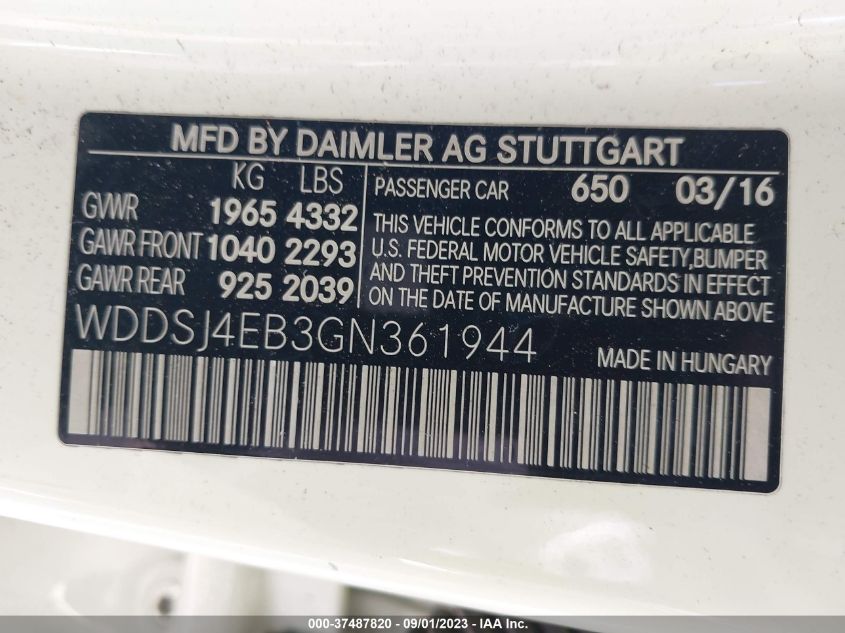 MFD BY DAIMLER AG STUTTGART
KG LBS
GVWR 1965 4332
GAWR FRONT 1040 2293
GAWR REAR 925 2039
PASSENGER CAR 650 03/16
THIS VEHICLE CONFORMS TO ALL APPLICABLE
U.S. FEDERAL MOTOR VEHICLE SAFETY,BUMPER
AND THEFT PREVENTION STANDARDS IN EFFECT
ON THE DATE OF MANUFACTURE SHOWN ABOVE.
WDDSJ4EB3GN361944
MADE IN HUNGARY
000-37487820 - 09/01/2023 - IAAI, Inc.